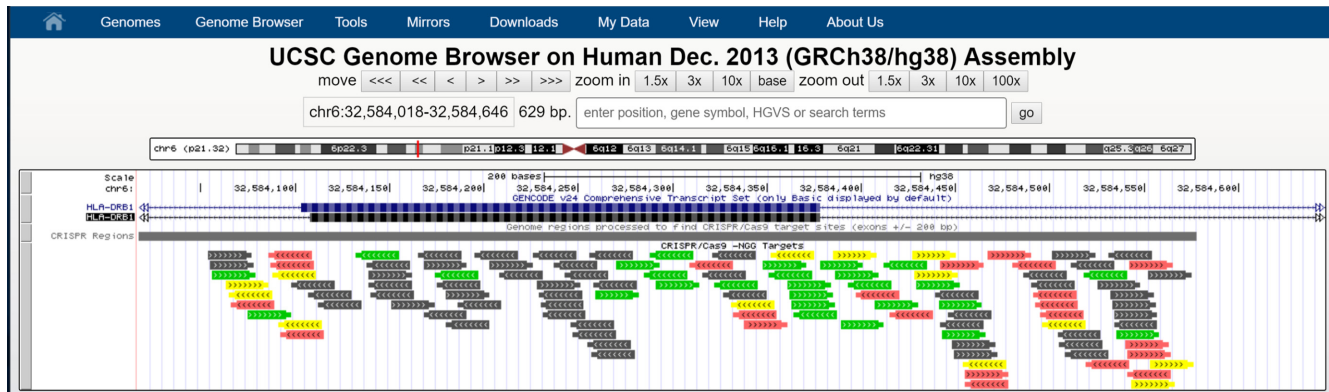 Genomes Genome Browser Tools Mirrors Downloads My Data View Help About Us
UCSC Genome Browser on Human Dec. 2013 (GRCh38/hg38) Assembly
move <<< << < > >> >>> zoom in 1.5x 3x 10x base zoom out 1.5x 3x 10x 100x
chr6:32,584,018-32,584,646 629 bp. enter position, gene symbol, HGVS or search terms go
chr6 (p21.32) 6p22.3 p21.1 p12.3 12.1 6q12 6q13 6q14.1 6q15 6q16.1 16.3 6q21 6q22.31 6q25.3 q26 6q27
Scale 200 bases hg38
chr6: 32,584,100 32,584,150 32,584,200 32,584,250 32,584,300 32,584,350 32,584,400 32,584,450 32,584,500 32,584,550 32,584,600
GENCODE v24 Comprehensive Transcript Set (only Basic displayed by default)
HLA-DRB1
HLA-DRB1
Genome regions processed to find CRISPR/Cas9 target sites (exons +/- 200 bp)
CRISPR Regions
CRISPR/Cas9 -NGG Targets